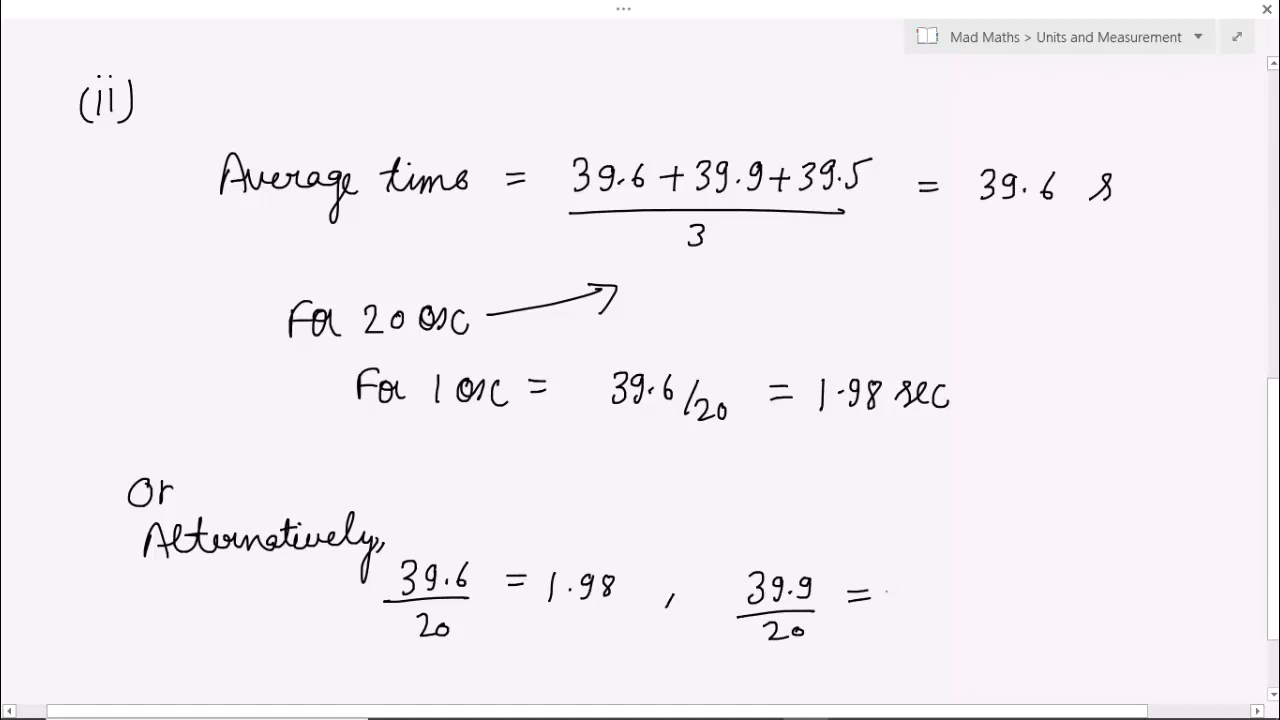 Mad Maths > Units and Measurement
(ii)
Average time = 39.6 + 39.9 + 39.5 / 3 = 39.6 s
For 20 osc
For 1 osc = 39.6/20 = 1.98 sec
Or
Alternatively,
39.6 / 20 = 1.98 , 39.9 / 20 =